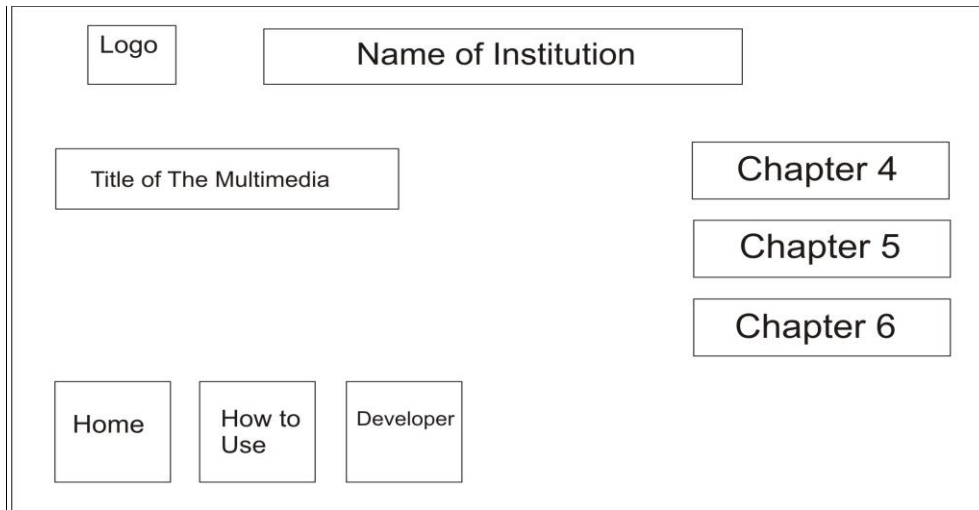 Logo
Name of Institution
Title of The Multimedia
Chapter 4
Chapter 5
Chapter 6
Home
How to
Use
Developer